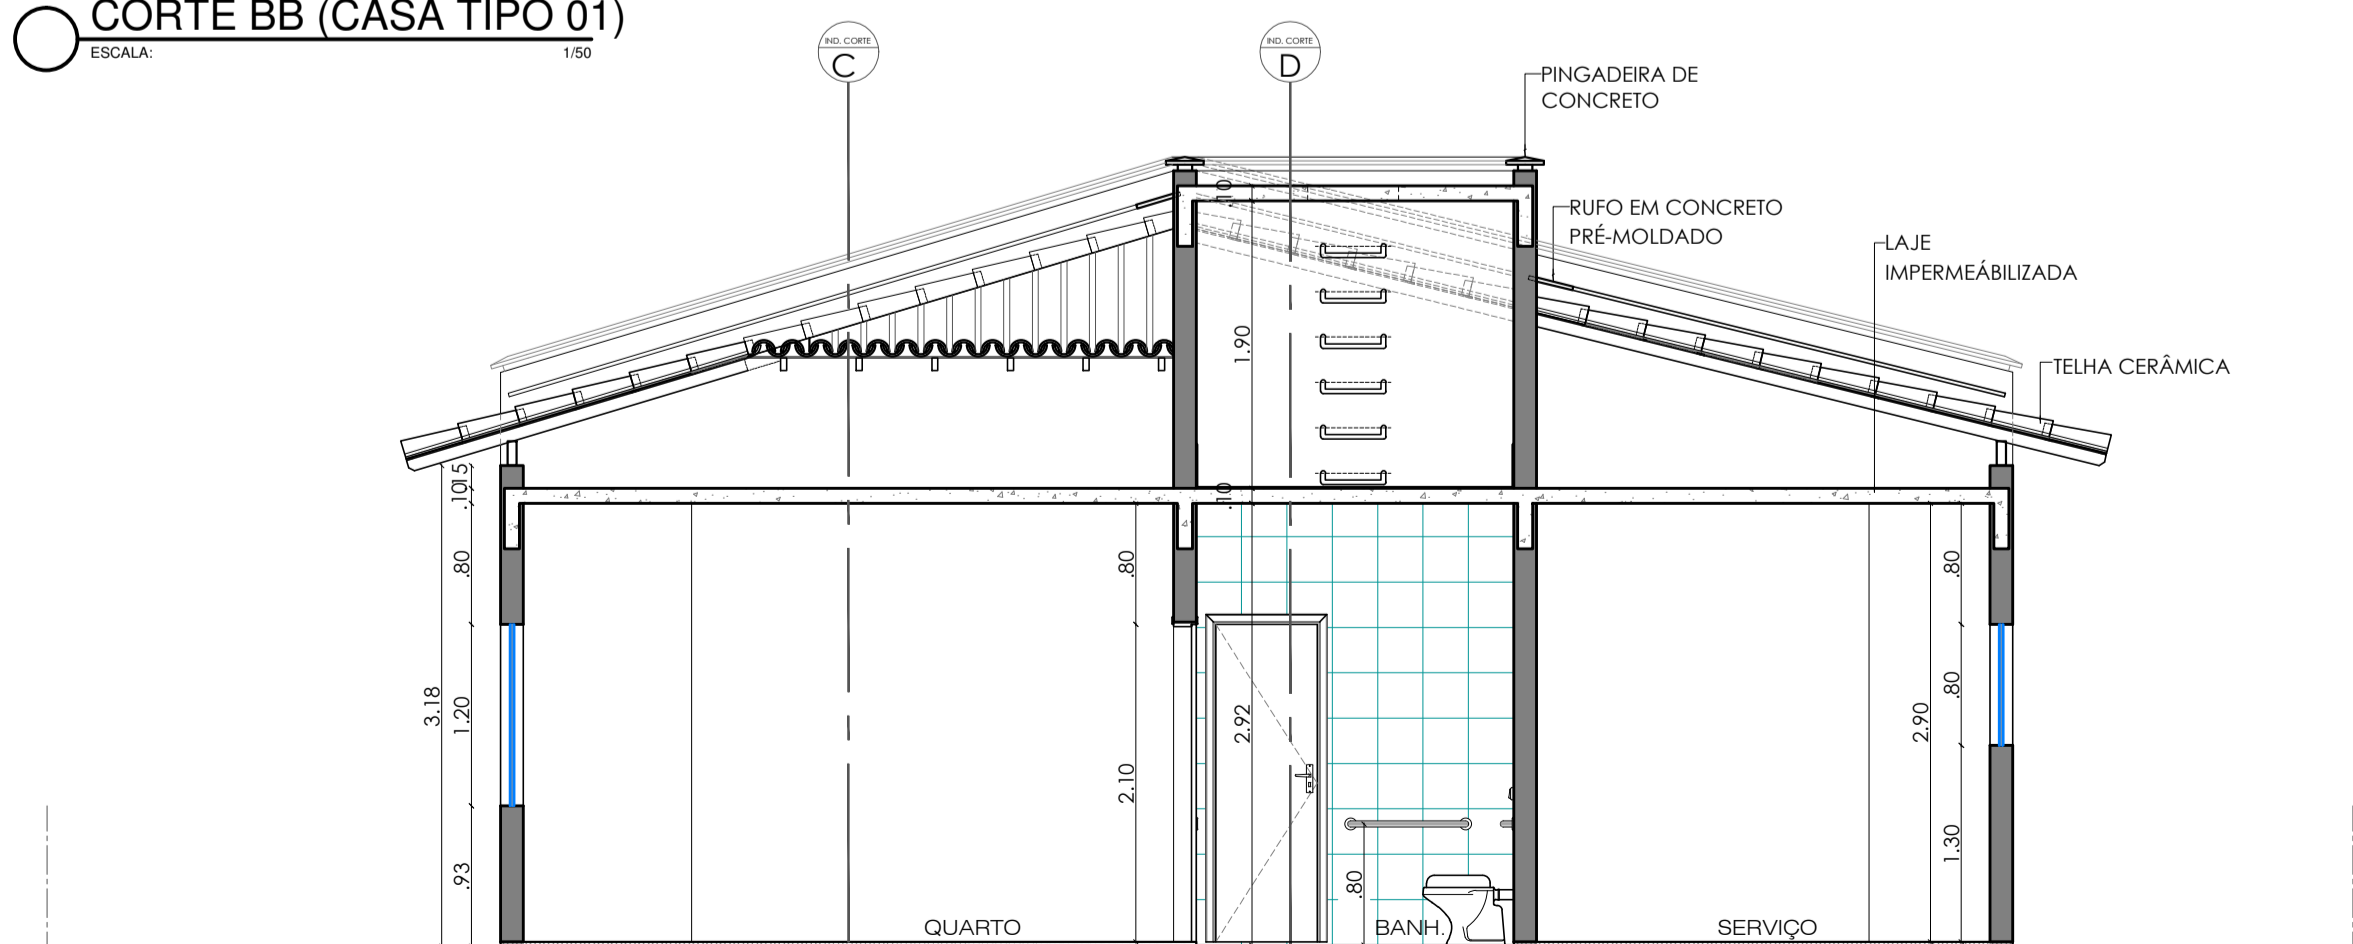 CORTE BB (CASA TIPO 01)
ESCALA: 1/50
IND. CORTE
C
IND. CORTE
D
PINGADEIRA DE
CONCRETO
RUFO EM CONCRETO
PRÉ-MOLDADO
LAJE
IMPERMEÁBILIZADA
TELHA CERÂMICA
.10
1.90
.15
.10
.10
.80
.80
.80
3.18
1.20
2.92
2.10
2.90
.80
.93
.80
1.30
QUARTO
BANH.
SERVIÇO